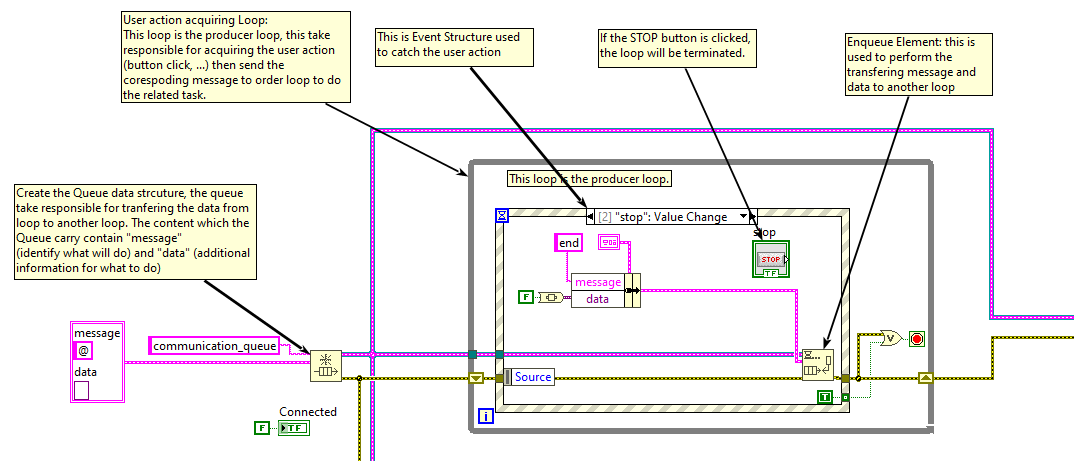 User action acquiring Loop:
This loop is the producer loop, this take
responsible for acquiring the user action
(button click, ...) then send the
corespoding message to order loop to do
the related task.
This is Event Structure used
to catch the user action
If the STOP button is clicked,
the loop will be terminated.
Enqueue Element: this is
used to perform the
transfering message and
data to another loop
Create the Queue data strcuture, the queue
take responsible for tranfering the data from
loop to another loop. The content which the
Queue carry contain "message"
(identify what will do) and "data" (additional
information for what to do)
This loop is the producer loop.
[2] "stop": Value Change
stop
STOP
TF
end
message
data
F
message
@
data
communication_queue
Source
T
V
i
Connected
F
TF